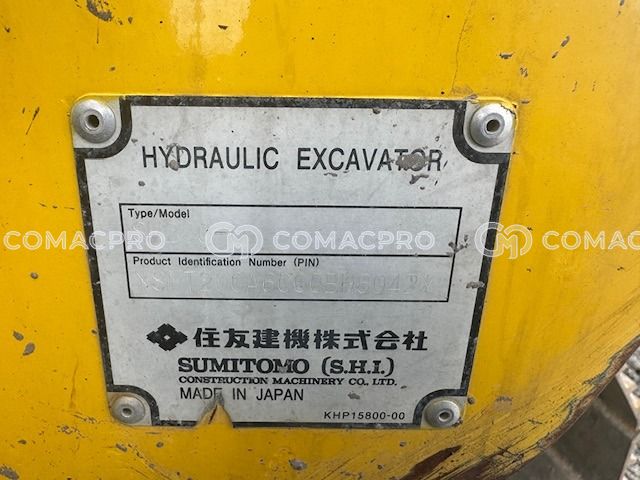 HYDRAULIC EXCAVATOR
Type/Model
COMACPRO COMACPRO COMACPRO
Product Identification Number (PIN)
住友建機株式会社
SUMITOMO (S.H.I.)
CONSTRUCTION MACHINERY CO., LTD.
MADE IN JAPAN
KHP15800-00